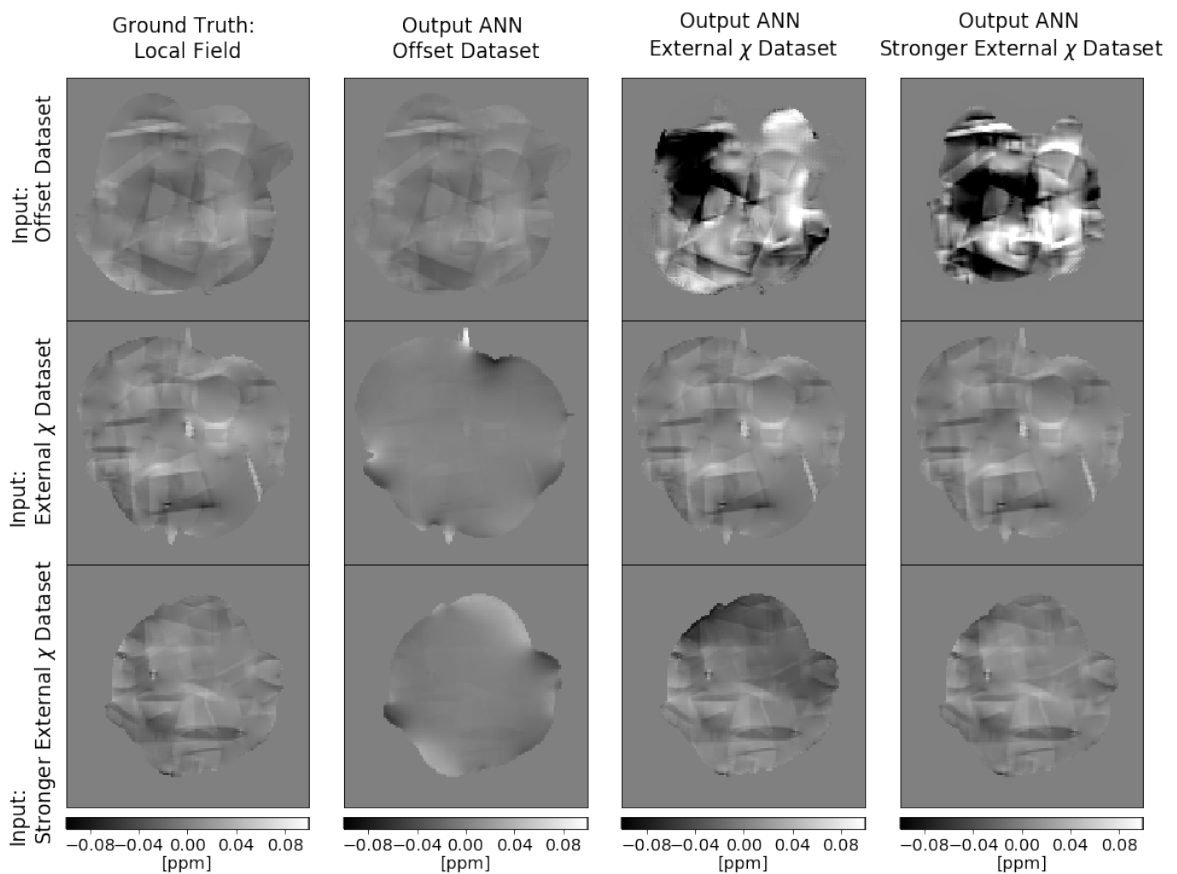 Ground Truth:
Local Field
Output ANN
Offset Dataset
Output ANN
External χ Dataset
Output ANN
Stronger External χ Dataset
Input:
Offset Dataset
Input:
External χ Dataset
Input:
Stronger External χ Dataset
−0.08 −0.04 0.00 0.04 0.08
[ppm]
−0.08 −0.04 0.00 0.04 0.08
[ppm]
−0.08 −0.04 0.00 0.04 0.08
[ppm]
−0.08 −0.04 0.00 0.04 0.08
[ppm]